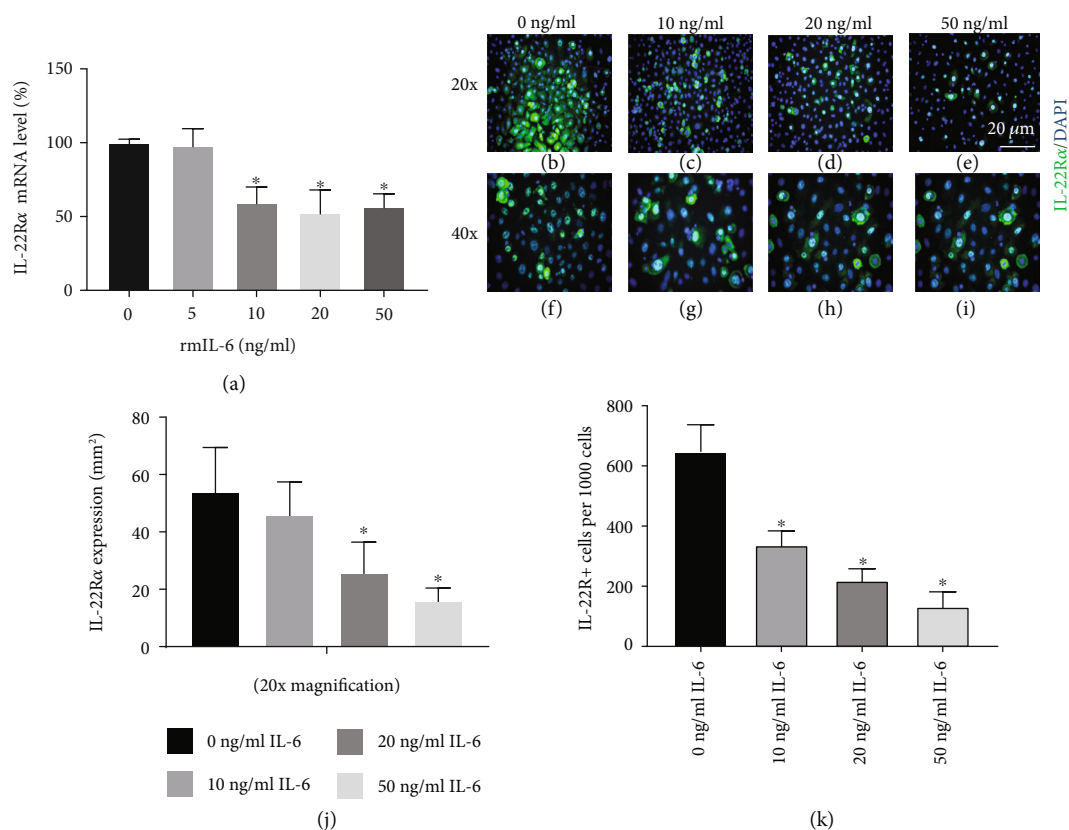 150
100
50
0
IL-22Rα mRNA level (%)
*
*
*
0 5 10 20 50
rmIL-6 (ng/ml)
(a)
0 ng/ml 10 ng/ml 20 ng/ml 50 ng/ml
20x
20 µm
(b) (c) (d) (e)
40x
(f) (g) (h) (i)
IL-22Rα/DAPI
80
60
40
20
0
IL-22Rα expression (mm²)
*
*
(20x magnification)
0 ng/ml IL-6 20 ng/ml IL-6
10 ng/ml IL-6 50 ng/ml IL-6
(j)
800
600
400
200
0
IL-22R+ cells per 1000 cells
*
*
*
0 ng/ml IL-6
10 ng/ml IL-6
20 ng/ml IL-6
50 ng/ml IL-6
(k)